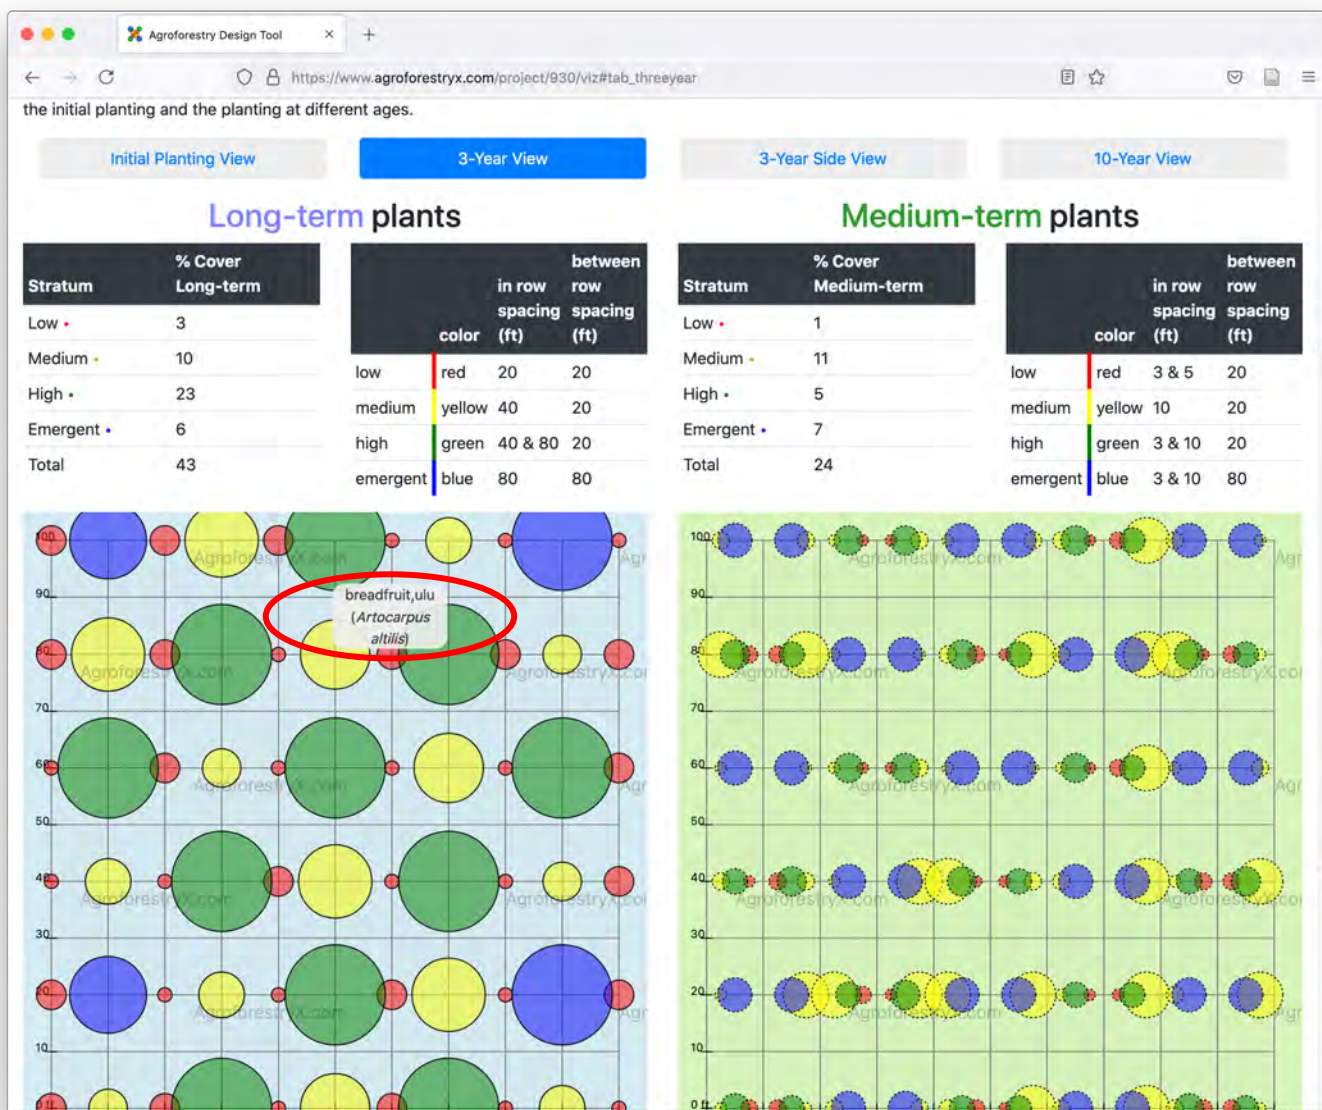 Agroforestry Design Tool
https://www.agroforestryx.com/project/930/viz#tab_threeyear
the initial planting and the planting at different ages.
Initial Planting View
3-Year View
3-Year Side View
10-Year View
Long-term plants
Stratum % Cover Long-term
Low 3
Medium 10
High 23
Emergent 6
Total 43
color in row spacing (ft) between row spacing (ft)
low red 20 20
medium yellow 40 20
high green 40 & 80 20
emergent blue 80 80
Medium-term plants
Stratum % Cover Medium-term
Low 1
Medium 11
High 5
Emergent 7
Total 24
color in row spacing (ft) between row spacing (ft)
low red 3 & 5 20
medium yellow 10 20
high green 3 & 10 20
emergent blue 3 & 10 80
100
90
80
70
60
50
40
30
20
10
0 ft
breadfruit,ulu
(Artocarpus
altilis)
AgroforestryX.com
100
90
80
70
60
50
40
30
20
10
0 ft
AgroforestryX.com